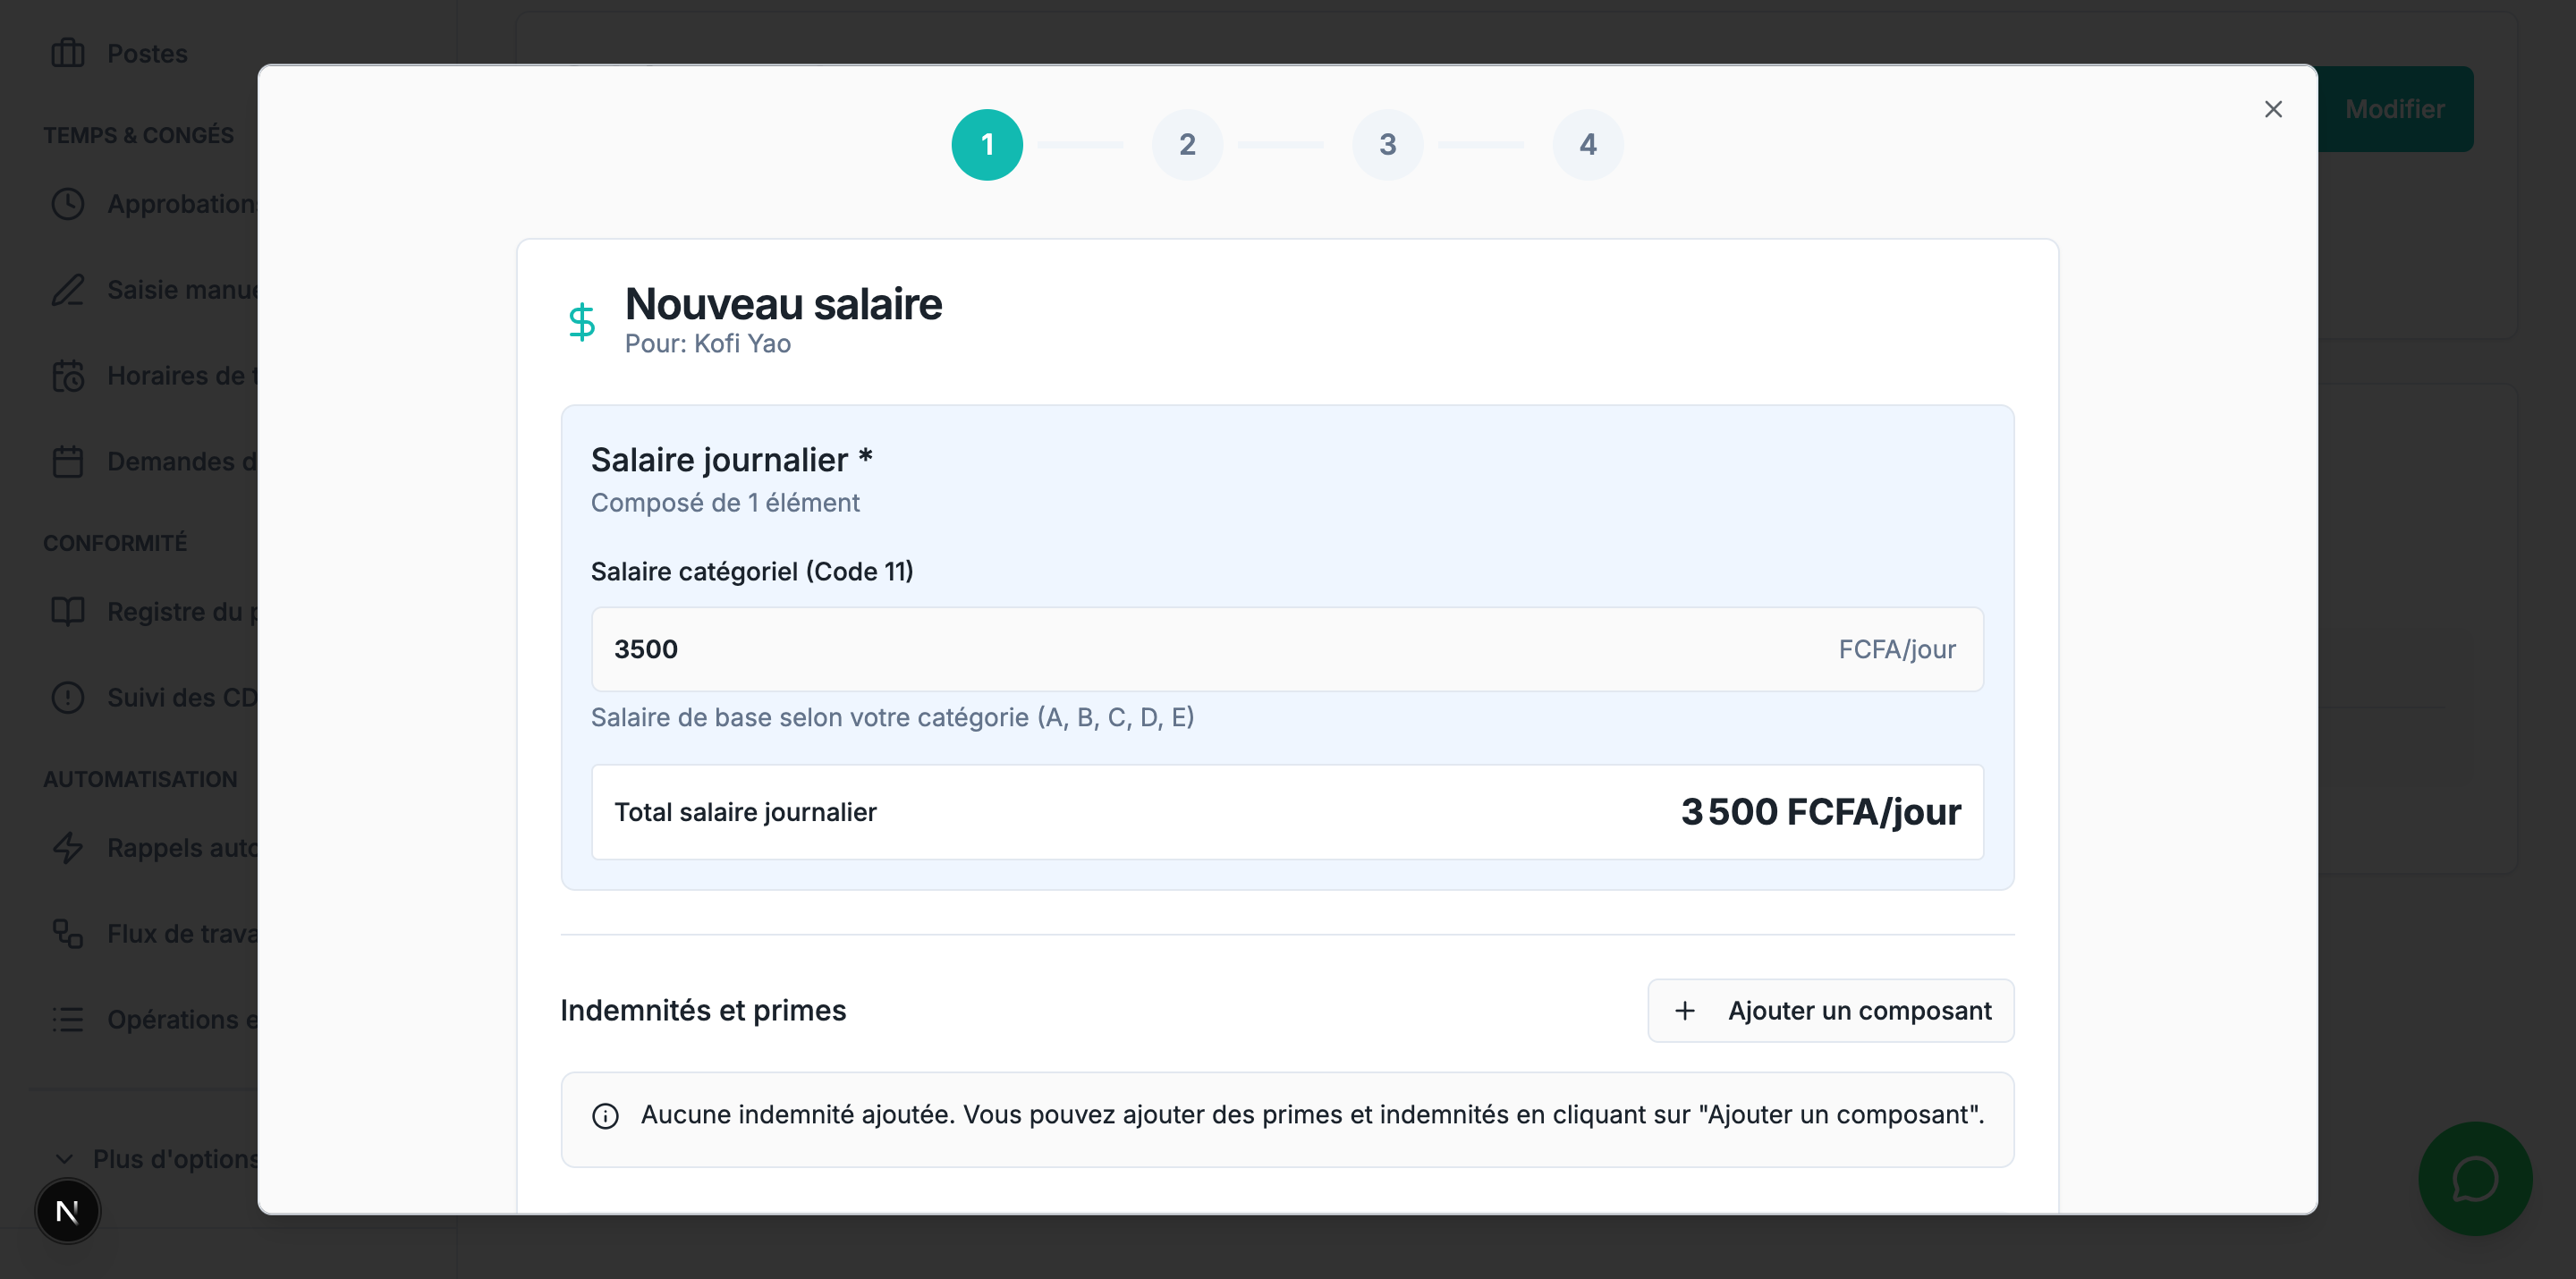 Postes
TEMPS & CONGÉS
Approbations
Saisie manue
Horaires de t
Demandes d
CONFORMITÉ
Registre du p
Suivi des CD
AUTOMATISATION
Rappels auto
Flux de trava
Opérations e
Plus d'options
N
Modifier
1
2
3
4
Nouveau salaire
Pour: Kofi Yao
Salaire journalier *
Composé de 1 élément
Salaire catégoriel (Code 11)
3500 FCFA/jour
Salaire de base selon votre catégorie (A, B, C, D, E)
Total salaire journalier 3 500 FCFA/jour
Indemnités et primes
Ajouter un composant
Aucune indemnité ajoutée. Vous pouvez ajouter des primes et indemnités en cliquant sur "Ajouter un composant".